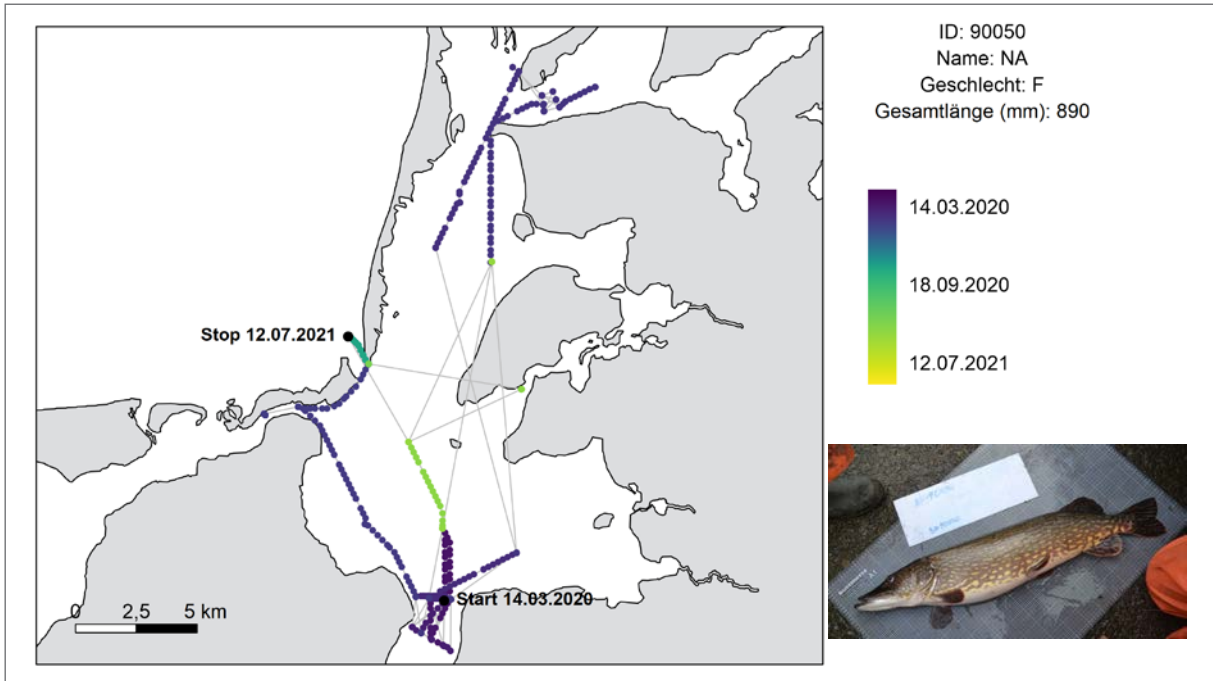 ID: 90050
Name: NA
Geschlecht: F
Gesamtlänge (mm): 890
14.03.2020
18.09.2020
12.07.2021
Stop 12.07.2021
Start 14.03.2020
0 2,5 5 km